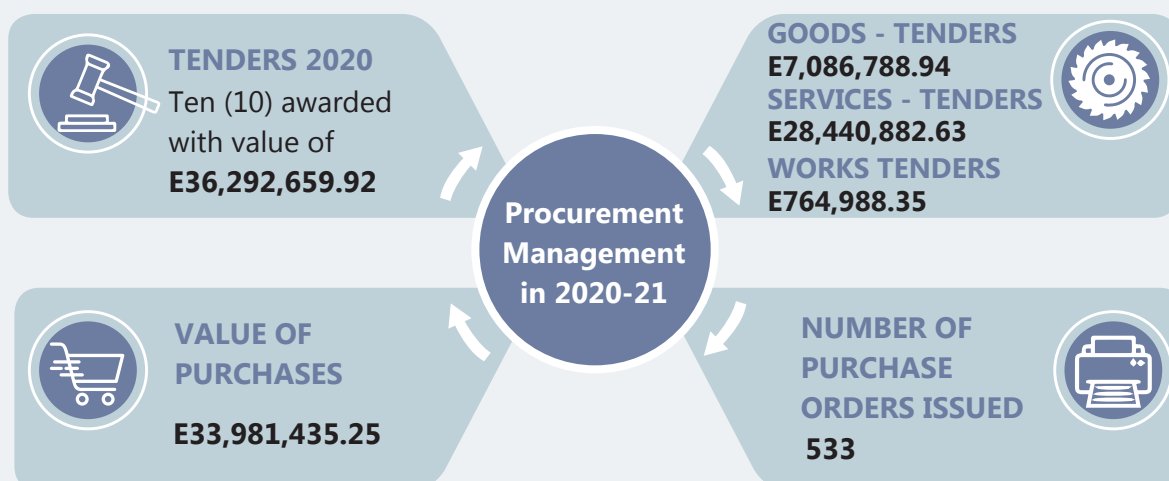 TENDERS 2020
Ten (10) awarded
with value of
E36,292,659.92
GOODS - TENDERS
E7,086,788.94
SERVICES - TENDERS
E28,440,882.63
WORKS TENDERS
E764,988.35
Procurement
Management
in 2020-21
VALUE OF
PURCHASES
E33,981,435.25
NUMBER OF
PURCHASE
ORDERS ISSUED
533